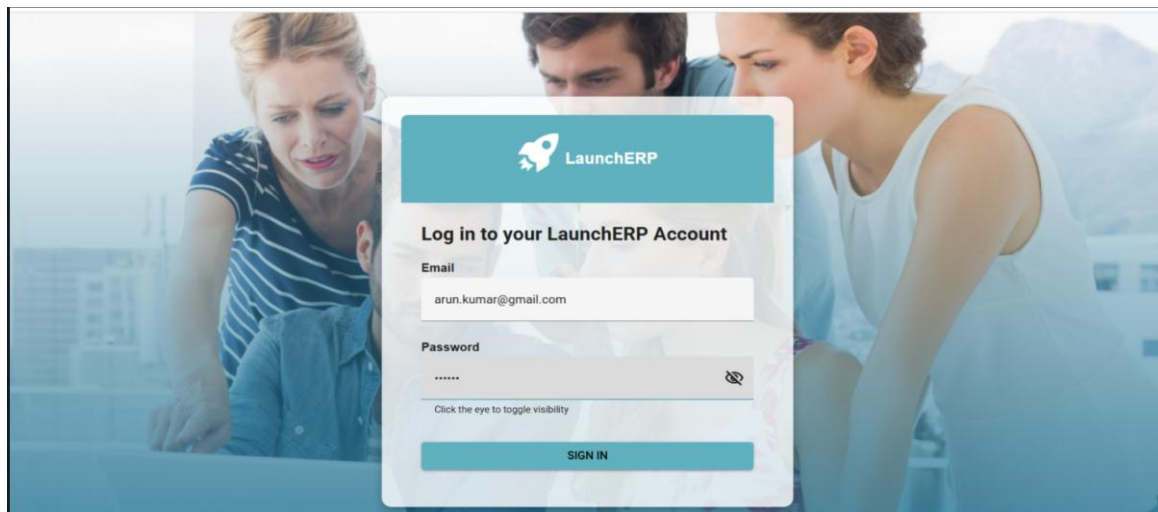 LaunchERP
Log in to your LaunchERP Account
Email
arun.kumar@gmail.com
Password
······
Click the eye to toggle visibility
SIGN IN